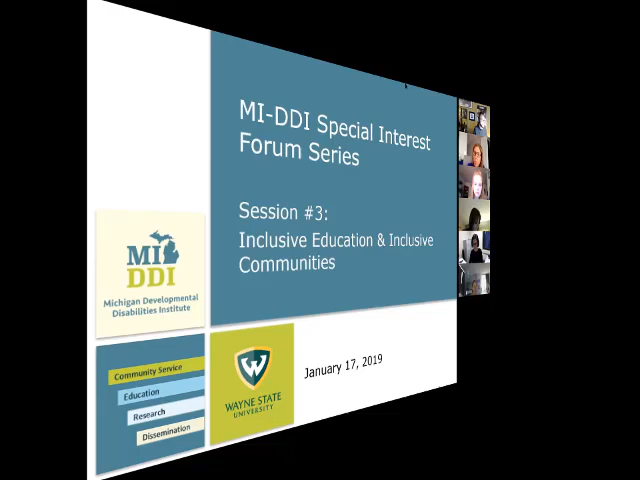 MI-DDI Special Interest
Forum Series
Session #3:
Inclusive Education & Inclusive
Communities
MI
DDI
Michigan Developmental
Disabilities Institute
Community Service
Education
Research
Dissemination
W
WAYNE STATE
UNIVERSITY
January 17, 2019